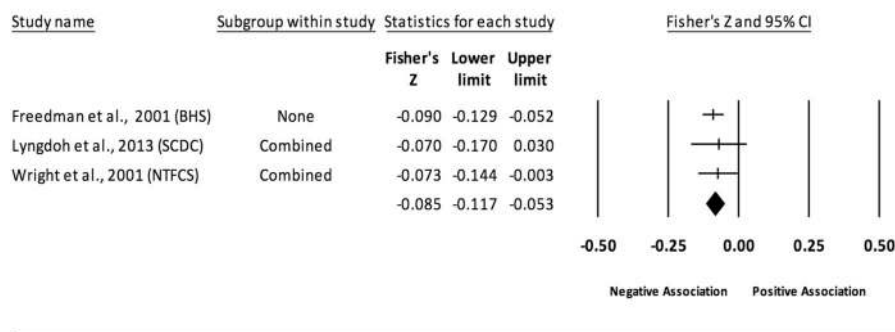 Study name Subgroup within study Statistics for each study Fisher's Z and 95% CI
Fisher's Lower Upper
Z limit limit
Freedman et al., 2001 (BHS) None -0.090 -0.129 -0.052
Lyngdoh et al., 2013 (SCDC) Combined -0.070 -0.170 0.030
Wright et al., 2001 (NTFCS) Combined -0.073 -0.144 -0.003
-0.085 -0.117 -0.053
-0.50 -0.25 0.00 0.25 0.50
Negative Association Positive Association